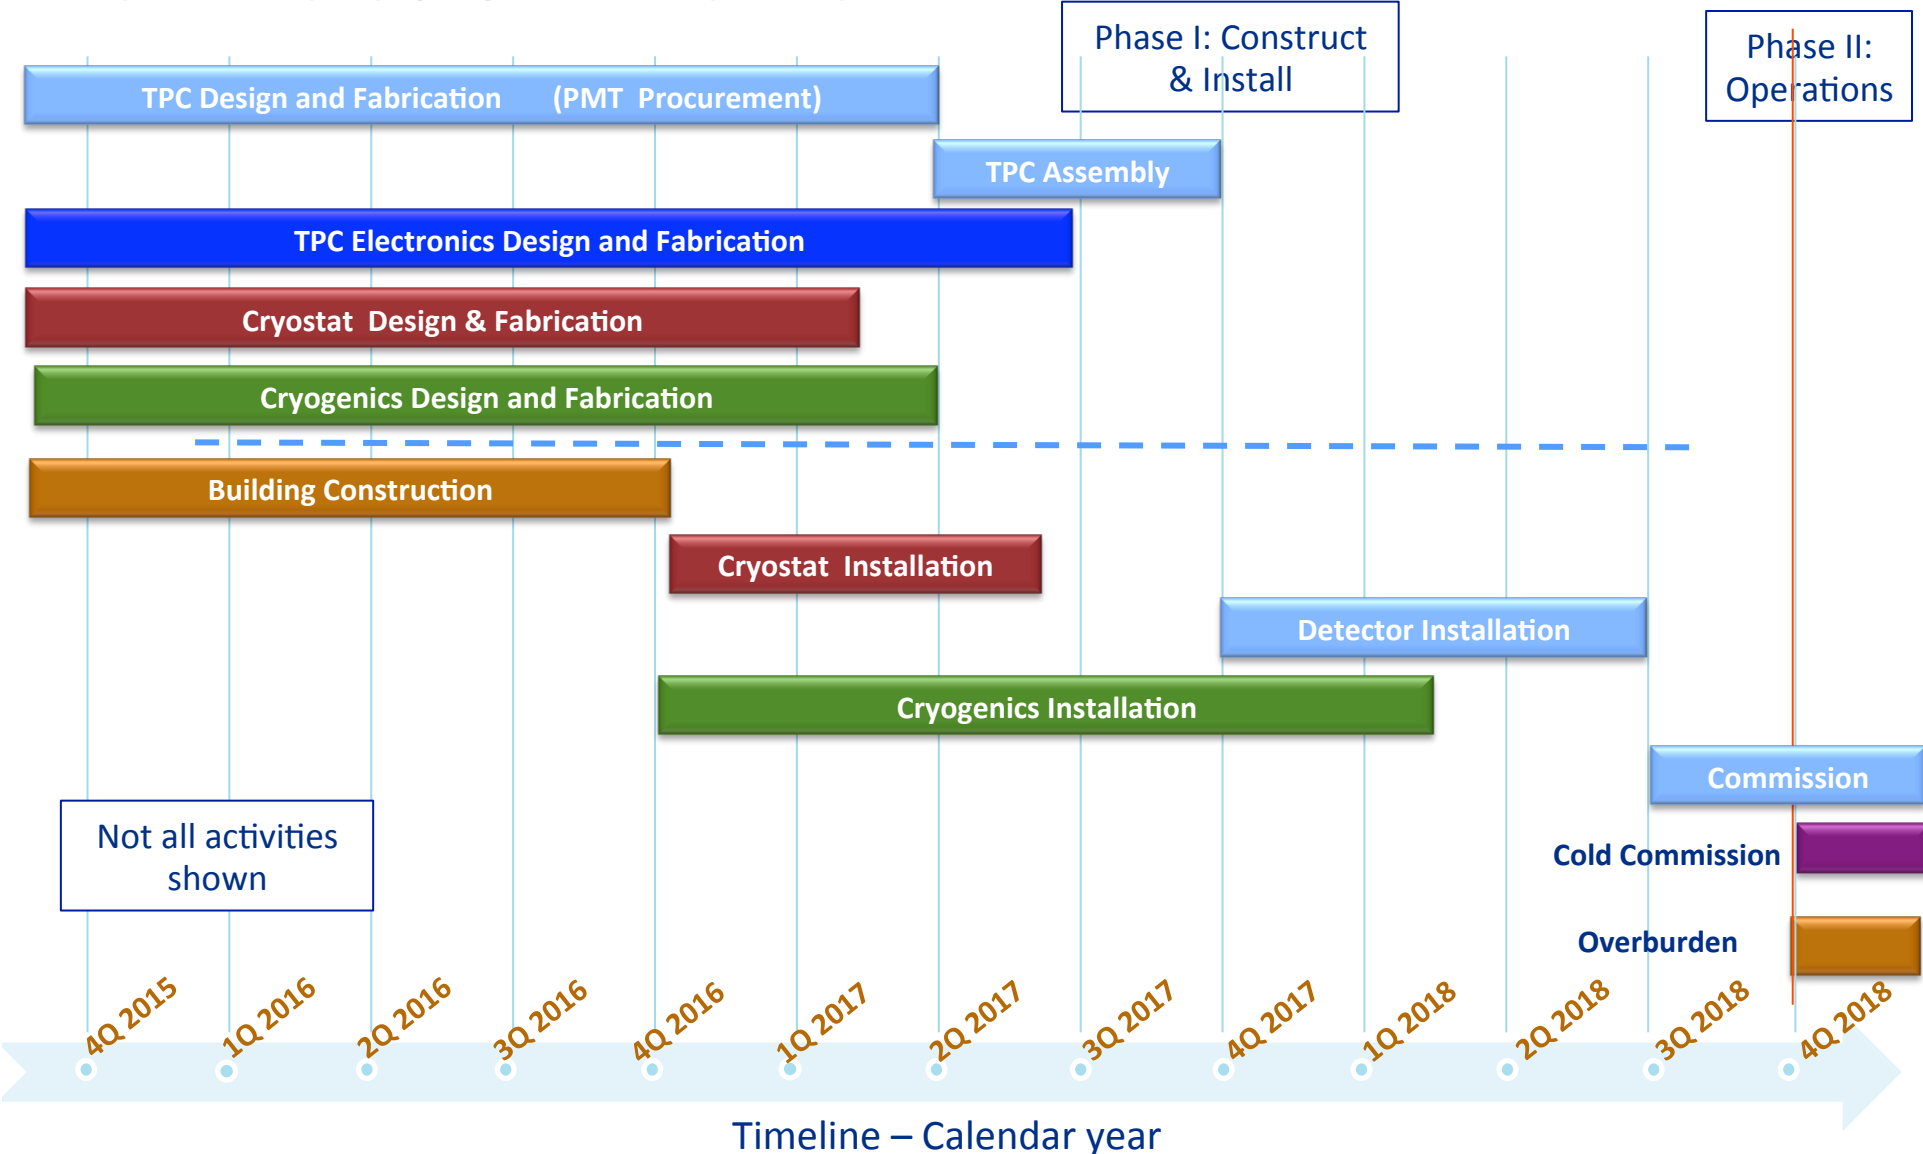 Phase I: Construct
& Install
Phase II:
Operations
TPC Design and Fabrication (PMT Procurement)
TPC Assembly
TPC Electronics Design and Fabrication
Cryostat Design & Fabrication
Cryogenics Design and Fabrication
Building Construction
Cryostat Installation
Detector Installation
Cryogenics Installation
Commission
Not all activities
shown
Cold Commission
Overburden
4Q 2015
1Q 2016
2Q 2016
3Q 2016
4Q 2016
1Q 2017
2Q 2017
3Q 2017
4Q 2017
1Q 2018
2Q 2018
3Q 2018
4Q 2018
Timeline – Calendar year